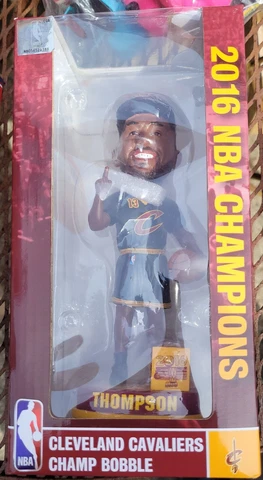 2016 NBA CHAMPIONS
C
THOMPSON
NBA
CLEVELAND CAVALIERS
CHAMP BOBBLE
C